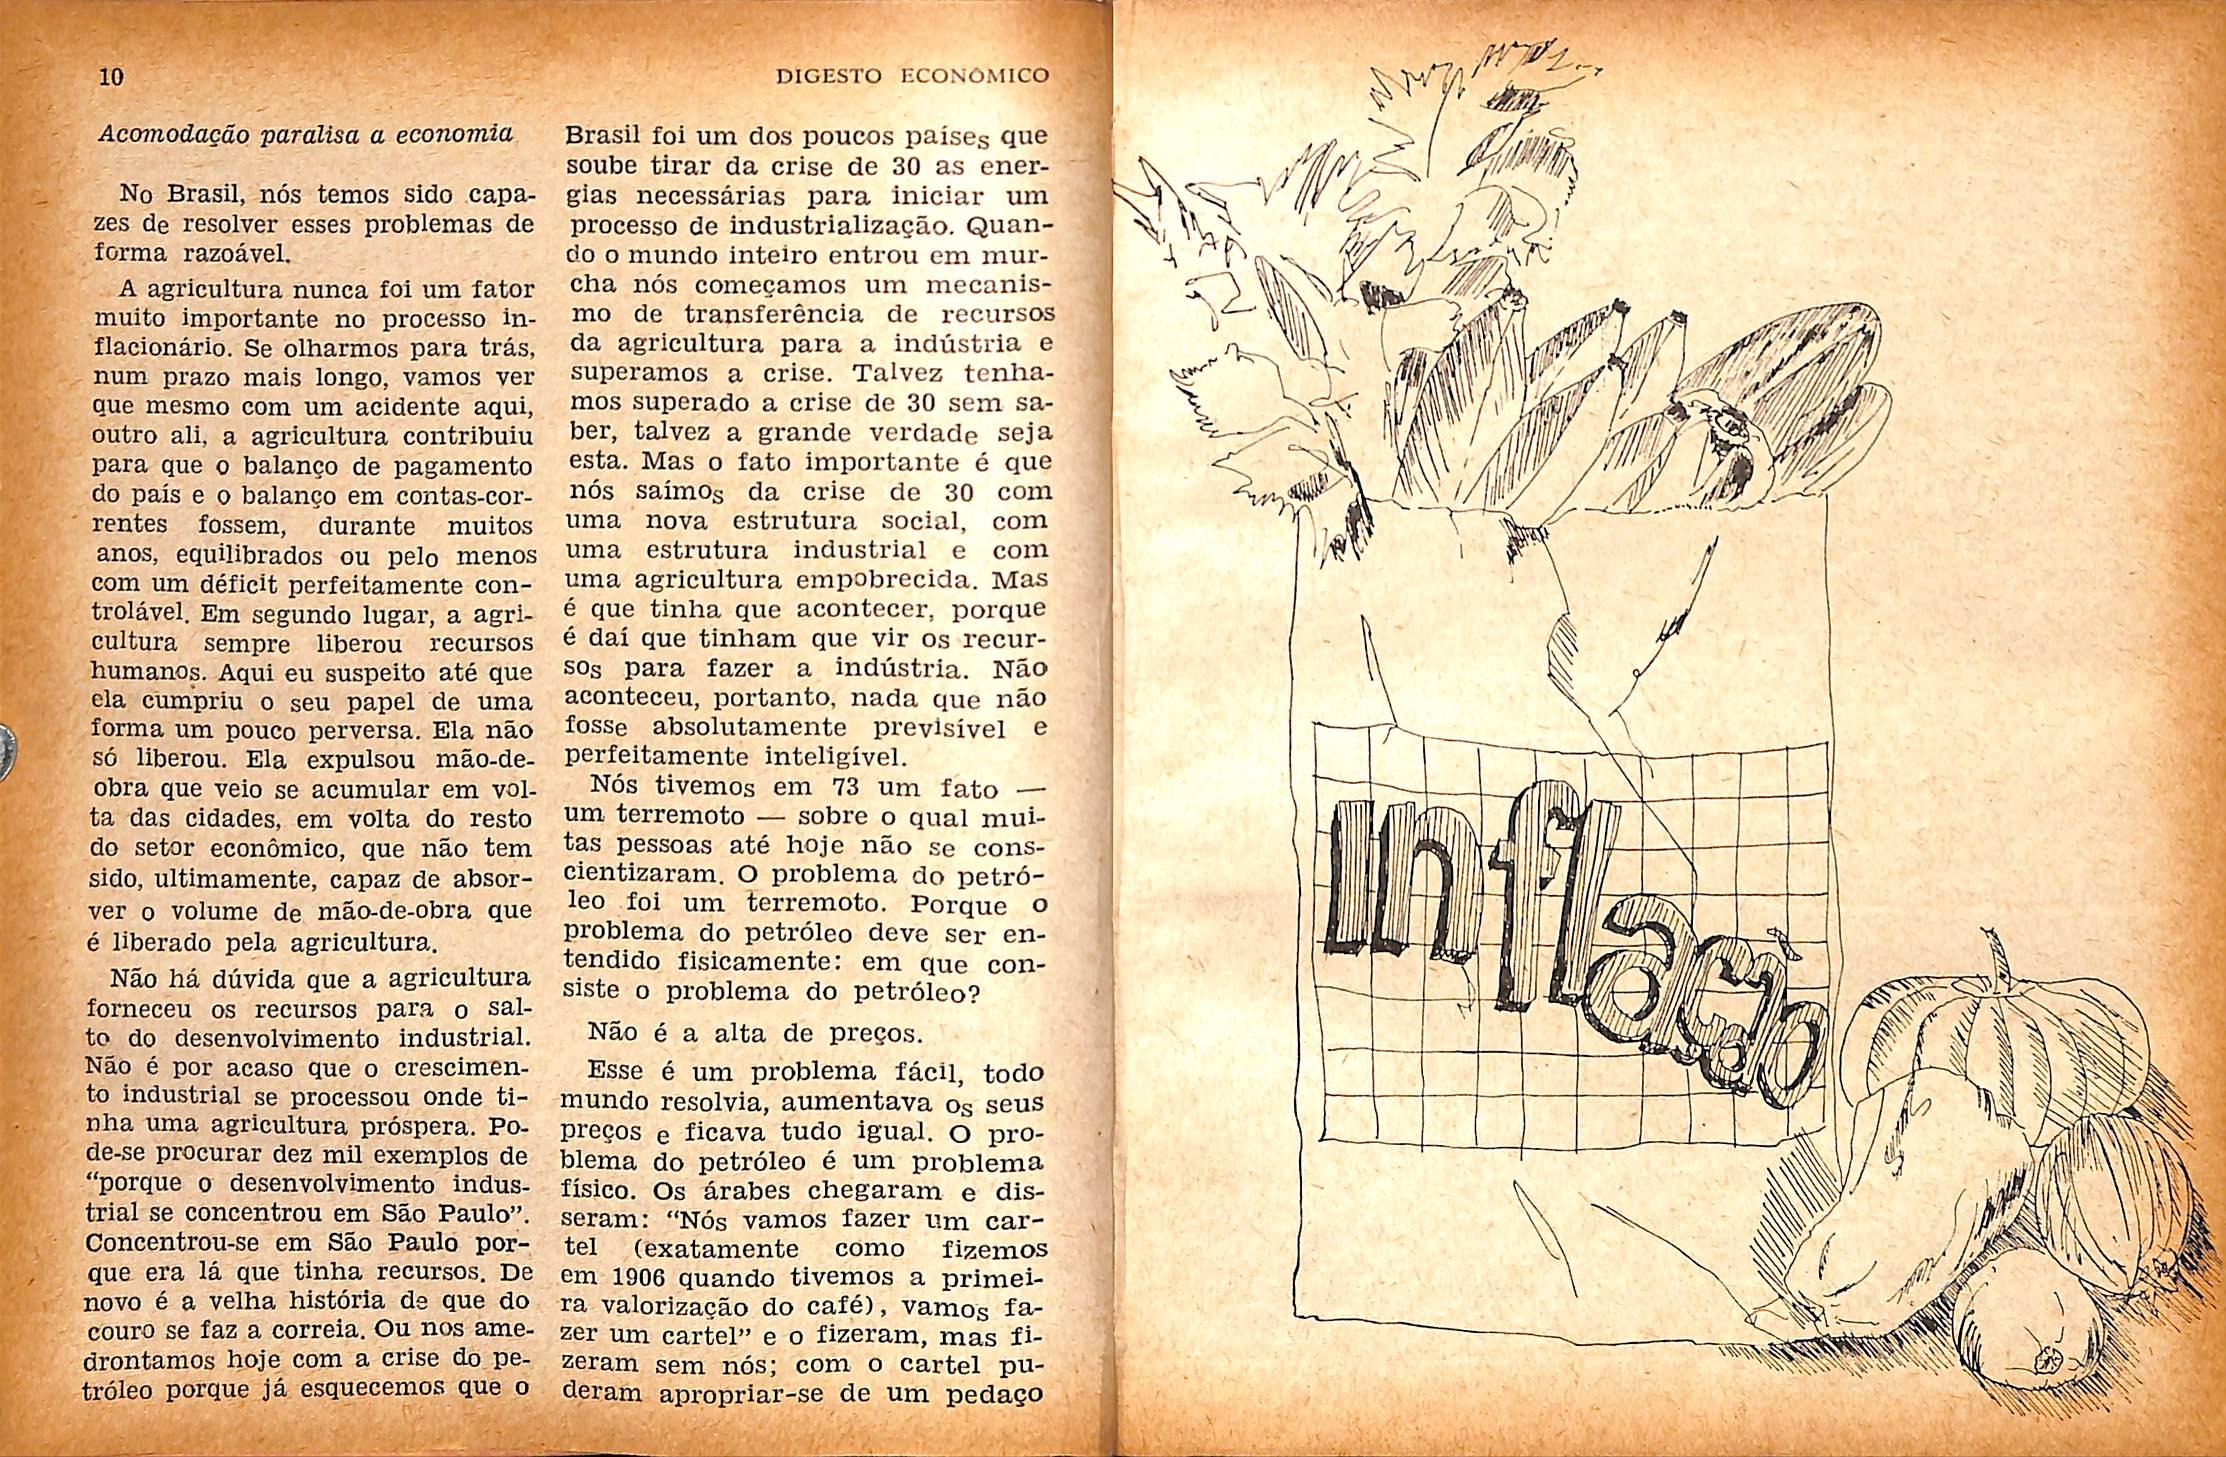 10
DIGESTO ECONÔMICO
Acomodação paralisa a economia
No Brasil, nós temos sido capa-
zes de resolver esses problemas de
forma razoável.
A agricultura nunca foi um fator
muito importante no processo in-
flacionário. Se olharmos para trás,
num prazo mais longo, vamos ver
que mesmo com um acidente aqui,
outro ali, a agricultura contribuiu
para que o balanço de pagamento
do país e o balanço em contas-cor-
rentes fossem, durante muitos
anos, equilibrados ou pelo menos
com um déficit perfeitamente con-
trolável. Em segundo lugar, a agri-
cultura sempre liberou recursos
humanos. Aqui eu suspeito até que
ela cumpriu o seu papel de uma
forma um pouco perversa. Ela não
só liberou. Ela expulsou mão-de-
obra que veio se acumular em vol-
ta das cidades, em volta do resto
do setor econômico, que não tem
sido, ultimamente, capaz de absor-
ver o volume de mão-de-obra que
é liberado pela agricultura.
Não há dúvida que a agricultura
forneceu os recursos para o sal-
to do desenvolvimento industrial.
Não é por acaso que o crescimen-
to industrial se processou onde ti-
nha uma agricultura próspera. Po-
de-se procurar dez mil exemplos de
“porque o desenvolvimento indus-
trial se concentrou em São Paulo”.
Concentrou-se em São Paulo por-
que era lá que tinha recursos. De
novo é a velha história de que do
couro se faz a correia. Ou nos ame-
drontamos hoje com a crise do pe-
tróleo porque já esquecemos que o
Brasil foi um dos poucos países que
soube tirar da crise de 30 as ener-
gias necessárias para iniciar um
processo de industrialização. Quan-
do o mundo inteiro entrou em mur-
cha nós começamos um mecanis-
mo de transferência de recursos
da agricultura para a indústria e
superamos a crise. Talvez tenha-
mos superado a crise de 30 sem sa-
ber, talvez a grande verdade seja
esta. Mas o fato importante é que
nós saímos da crise de 30 com
uma nova estrutura social, com
uma estrutura industrial e com
uma agricultura empobrecida. Mas
é que tinha que acontecer, porque
é daí que tinham que vir os recur-
sos para fazer a indústria. Não
aconteceu, portanto, nada que não
fosse absolutamente previsível e
perfeitamente inteligível.
Nós tivemos em 73 um fato —
um terremoto — sobre o qual mui-
tas pessoas até hoje não se cons-
cientizaram. O problema do petró-
leo foi um terremoto. Porque o
problema do petróleo deve ser en-
tendido fisicamente: em que con-
siste o problema do petróleo?
Não é a alta de preços.
Esse é um problema fácil, todo
mundo resolvia, aumentava os seus
preços e ficava tudo igual. O pro-
blema do petróleo é um problema
físico. Os árabes chegaram e dis-
seram: “Nós vamos fazer um car-
tel (exatamente como fizemos
em 1906 quando tivemos a primei-
ra valorização do café), vamos fa-
zer um cartel” e o fizeram, mas fi-
zeram sem nós; com o cartel pu-
deram apropriar-se de um pedaço
inflação